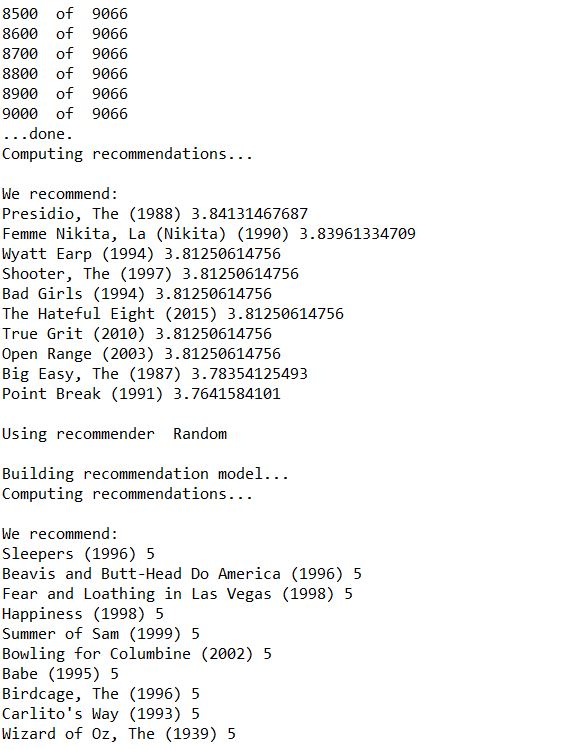 8500  of  9066
8600  of  9066
8700  of  9066
8800  of  9066
8900  of  9066
9000  of  9066
...done.
Computing recommendations...

We recommend:
Presidio, The (1988) 3.84131467687
Femme Nikita, La (Nikita) (1990) 3.83961334709
Wyatt Earp (1994) 3.81250614756
Shooter, The (1997) 3.81250614756
Bad Girls (1994) 3.81250614756
The Hateful Eight (2015) 3.81250614756
True Grit (2010) 3.81250614756
Open Range (2003) 3.81250614756
Big Easy, The (1987) 3.78354125493
Point Break (1991) 3.7641584101

Using recommender  Random

Building recommendation model...
Computing recommendations...

We recommend:
Sleepers (1996) 5
Beavis and Butt-Head Do America (1996) 5
Fear and Loathing in Las Vegas (1998) 5
Happiness (1998) 5
Summer of Sam (1999) 5
Bowling for Columbine (2002) 5
Babe (1995) 5
Birdcage, The (1996) 5
Carlito's Way (1993) 5
Wizard of Oz, The (1939) 5